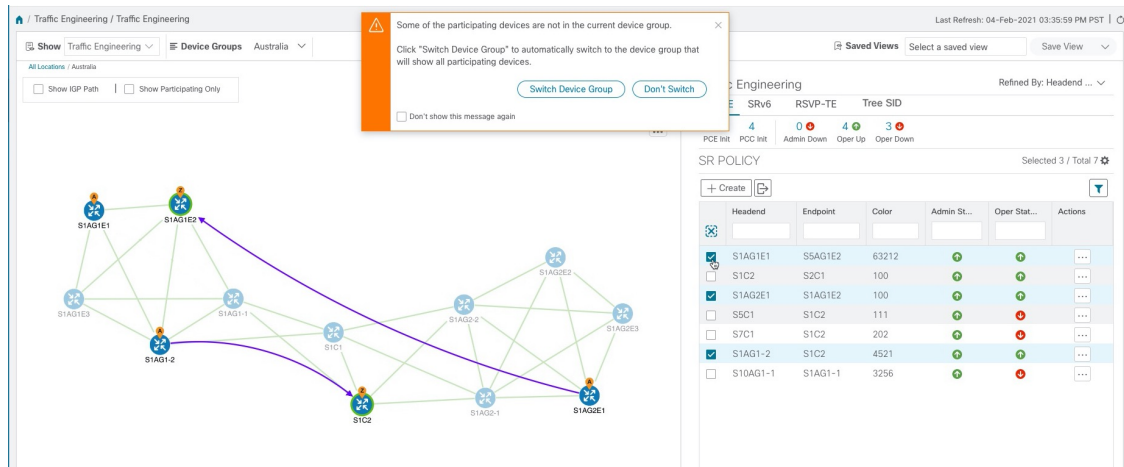 / Traffic Engineering / Traffic Engineering
Last Refresh: 04-Feb-2021 03:35:59 PM PST |
Some of the participating devices are not in the current device group.
Click "Switch Device Group" to automatically switch to the device group that
will show all participating devices.
Switch Device Group Don't Switch
Don't show this message again
Show Traffic Engineering Device Groups Australia
Saved Views Select a saved view Save View
All Locations / Australia
Show IGP Path | Show Participating Only
Engineering
Refined By: Headend ...
SRv6 RSVP-TE Tree SID
4 0 4 3
PCE Init PCC Init Admin Down Oper Up Oper Down
SR POLICY
Selected 3 / Total 7
+ Create
Headend Endpoint Color Admin St... Oper Stat... Actions
S1AG1E1 S5AG1E2 63212 ...
S1C2 S2C1 100 ...
S1AG2E1 S1AG1E2 100 ...
S5C1 S1C2 111 ...
S7C1 S1C2 202 ...
S1AG1-2 S1C2 4521 ...
S10AG1-1 S1AG1-1 3256 ...
A
S1AG1E1
Z
S1AG1E2
S1AG2E2
S1AG1E3
S1AG1-1
S1AG2-2
S1AG2E3
A
S1AG1-2
S1C1
Z
S1C2
S1AG2-1
A
S1AG2E1